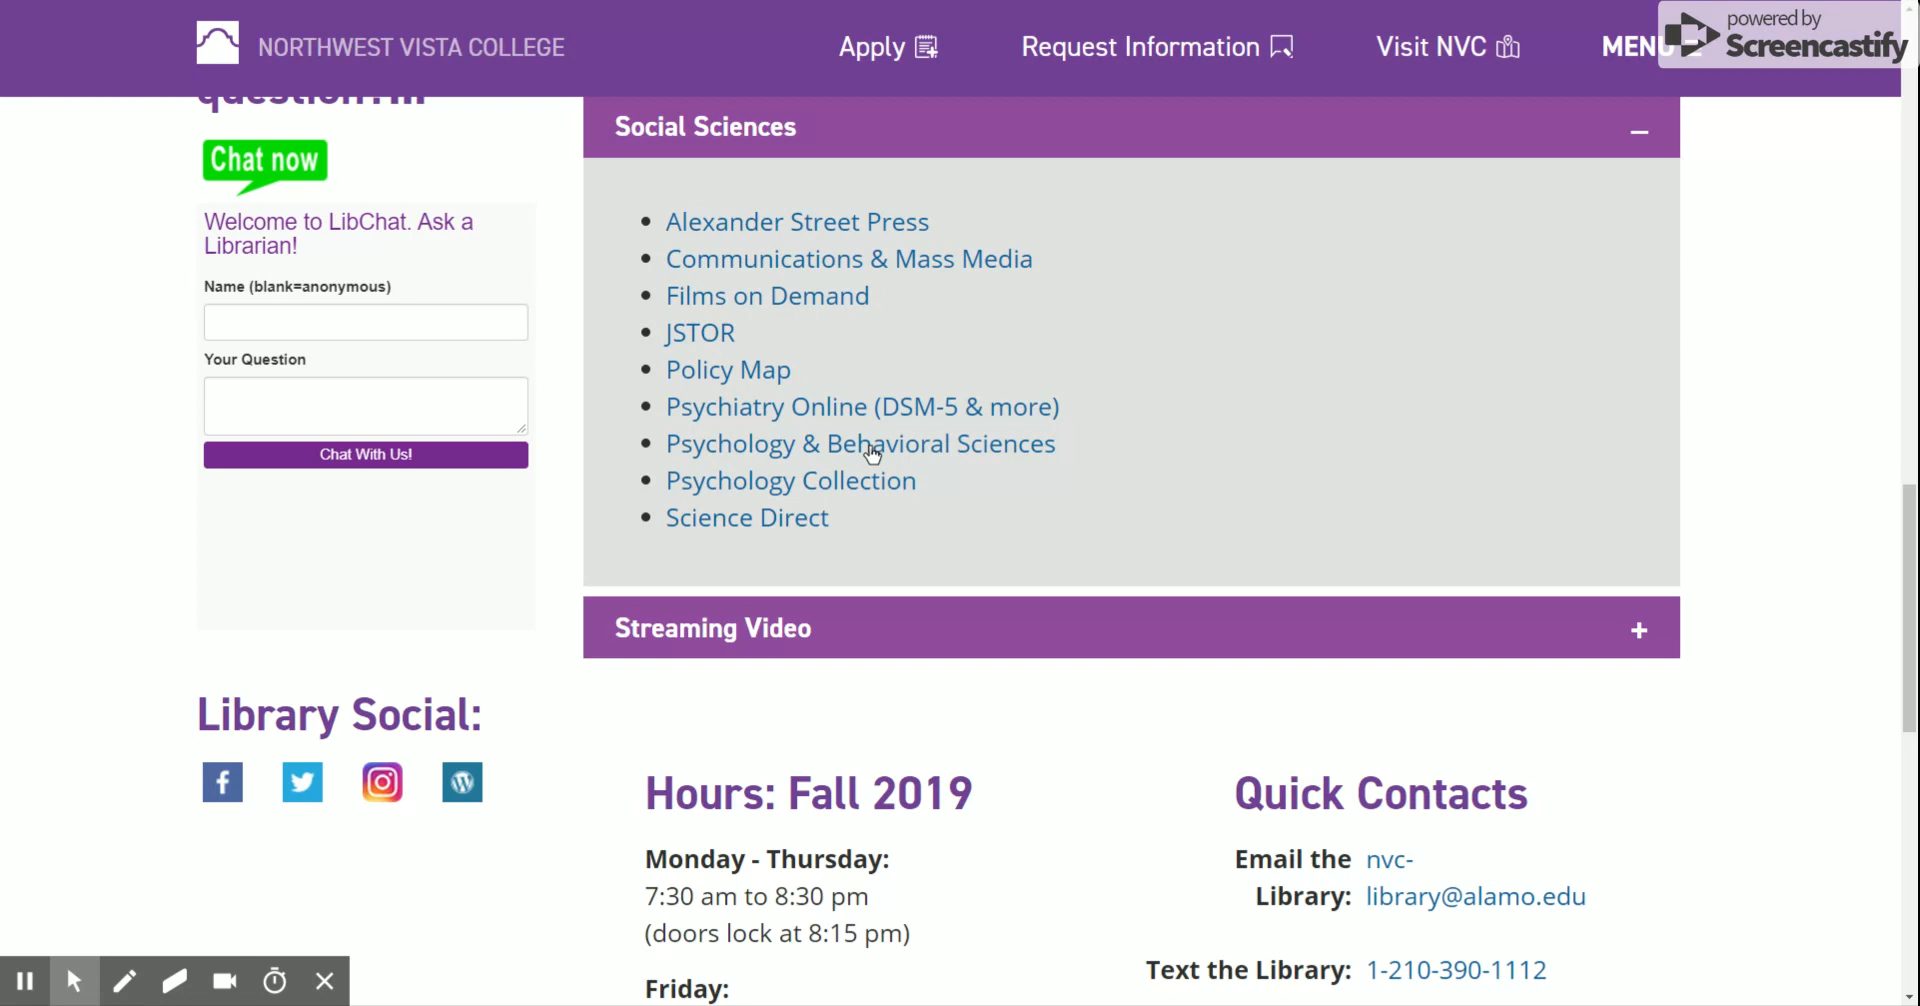 NORTHWEST VISTA COLLEGE
Apply
Request Information
Visit NVC
MENU
powered by
Screencastify
question...
Chat now
Welcome to LibChat. Ask a
Librarian!
Name (blank=anonymous)
Your Question
Chat With Us!
Library Social:
Social Sciences
Alexander Street Press
Communications & Mass Media
Films on Demand
JSTOR
Policy Map
Psychiatry Online (DSM-5 & more)
Psychology & Behavioral Sciences
Psychology Collection
Science Direct
Streaming Video
Hours: Fall 2019
Monday - Thursday:
7:30 am to 8:30 pm
(doors lock at 8:15 pm)
Friday:
Quick Contacts
Email the nvc-
Library: library@alamo.edu
Text the Library: 1-210-390-1112